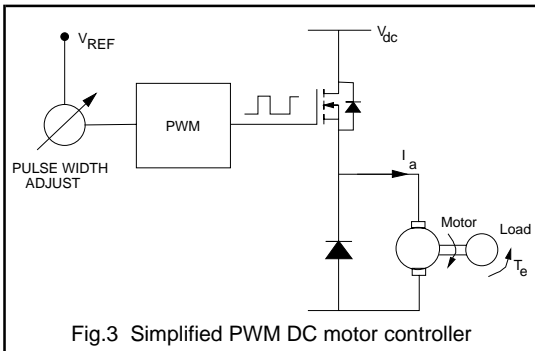 V_REF
V_dc
PWM
PULSE WIDTH
ADJUST
I_a
Motor
Load
T_e
Fig.3 Simplified PWM DC motor controller